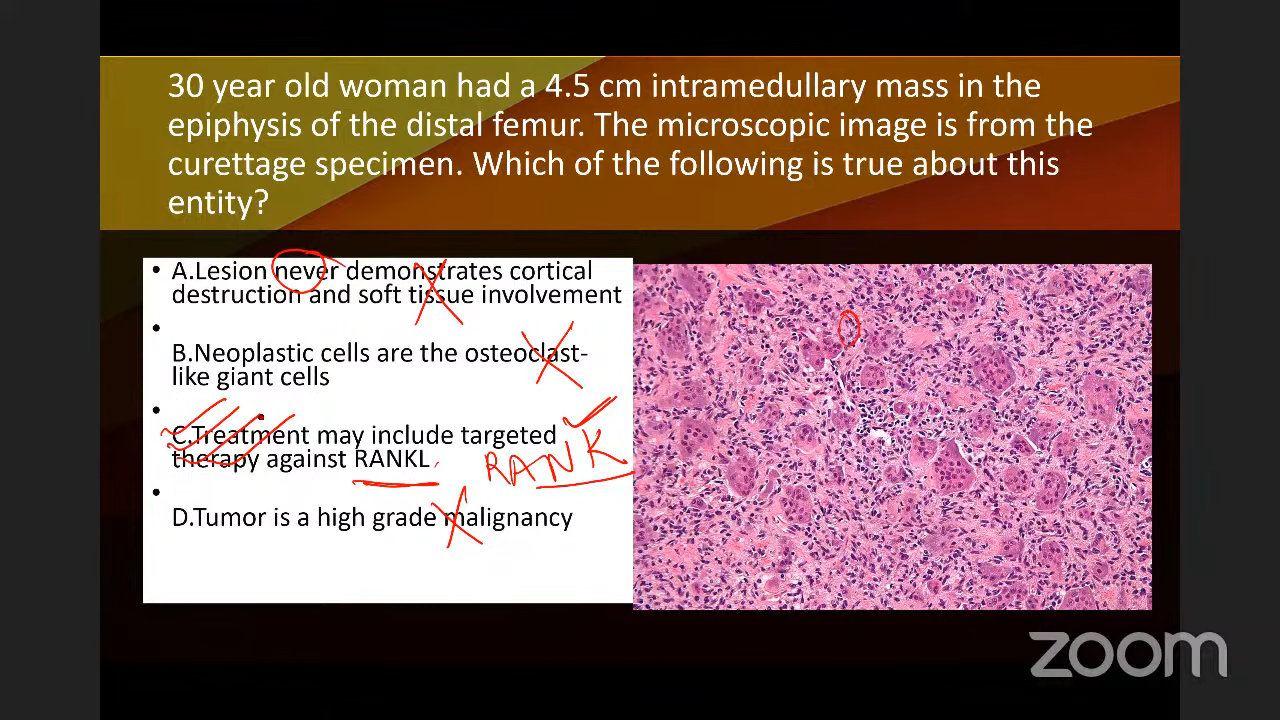 30 year old woman had a 4.5 cm intramedullary mass in the
epiphysis of the distal femur. The microscopic image is from the
curettage specimen. Which of the following is true about this
entity?
• A.Lesion never demonstrates cortical
destruction and soft tissue involvement
•
B.Neoplastic cells are the osteoclast-
like giant cells
•
C.Treatment may include targeted
therapy against RANKL
RANK
•
D.Tumor is a high grade malignancy
zoom